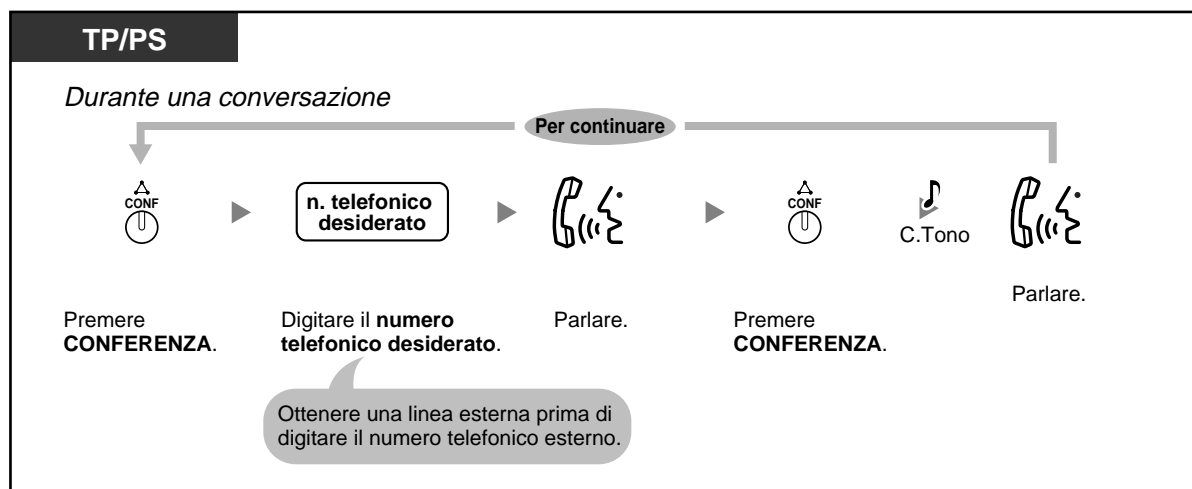 TP/PS
Durante una conversazione
Per continuare
CONF
n. telefonico
desiderato
CONF
C.Tono
Parlare.
Premere
CONFERENZA.
Digitare il numero
telefonico desiderato.
Parlare.
Premere
CONFERENZA.
Ottenere una linea esterna prima di
digitare il numero telefonico esterno.